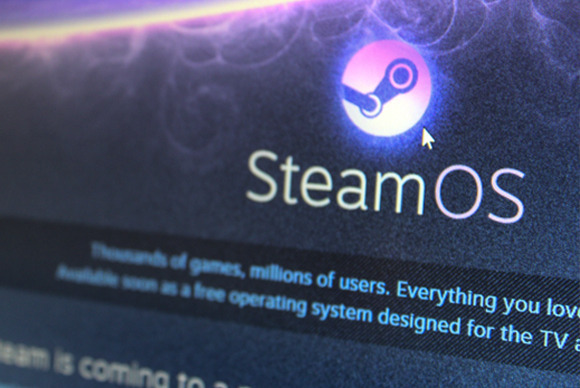 SteamOS
Thousands of games, millions of users. Everything you love
Available soon as a free operating system designed for the TV a
team is coming to a